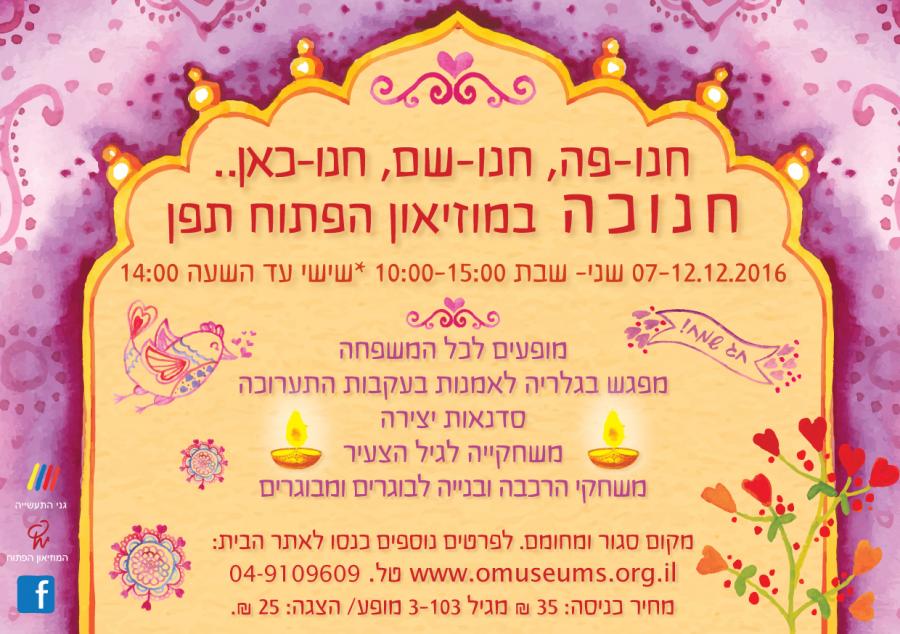 חנו-פה, חנו-שם, חנו-כאן..
חנוכה במוזיאון הפתוח תפן
07-12.12.2016 שני- שבת 10:00-15:00 *שישי עד השעה 14:00
חג שמח!
מופעים לכל המשפחה
מפגש בגלריה לאמנות בעקבות התערוכה
סדנאות יצירה
משחקייה לגיל הצעיר
משחקי הרכבה ובנייה לבוגרים ומבוגרים
גני התעשייה
המוזיאון הפתוח
f
מקום סגור ומחומם. לפרטים נוספים כנסו לאתר הבית:
www.omuseums.org.il טל. 04-9109609
מחיר כניסה: 35 ₪ מגיל 3-103 מופע/ הצגה: 25 ₪.